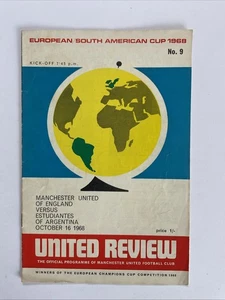 EUROPEAN SOUTH AMERICAN CUP 1968
No. 9
KICK-OFF 7.45 p.m.
MANCHESTER UNITED
OF ENGLAND
VERSUS
ESTUDIANTES
OF ARGENTINA
OCTOBER 16 1968
price 1/-
UNITED REVIEW
THE OFFICIAL PROGRAMME OF MANCHESTER UNITED FOOTBALL CLUB
WINNERS OF THE EUROPEAN CHAMPIONS CUP COMPETITION 1968